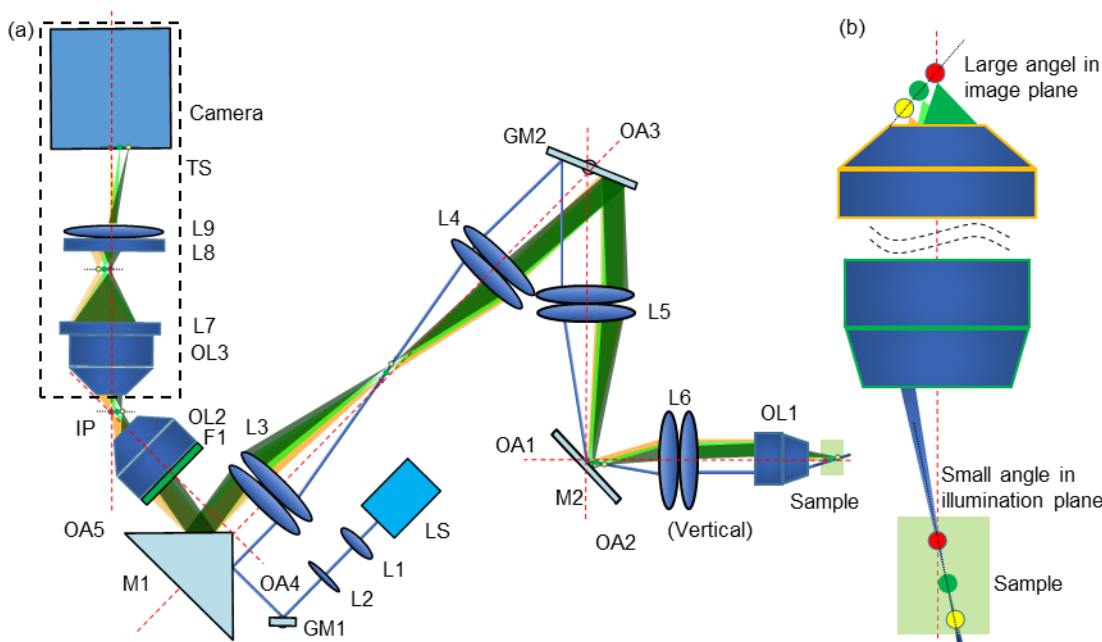 (a)
Camera
TS
L9
L8
L7
OL3
IP
OL2
F1
L3
OA5
M1
OA4
GM1
L2
L1
LS
L4
GM2
OA3
L5
OA1
M2
OA2
L6
(Vertical)
OL1
Sample
(b)
Large angel in
image plane
Small angle in
illumination plane
Sample